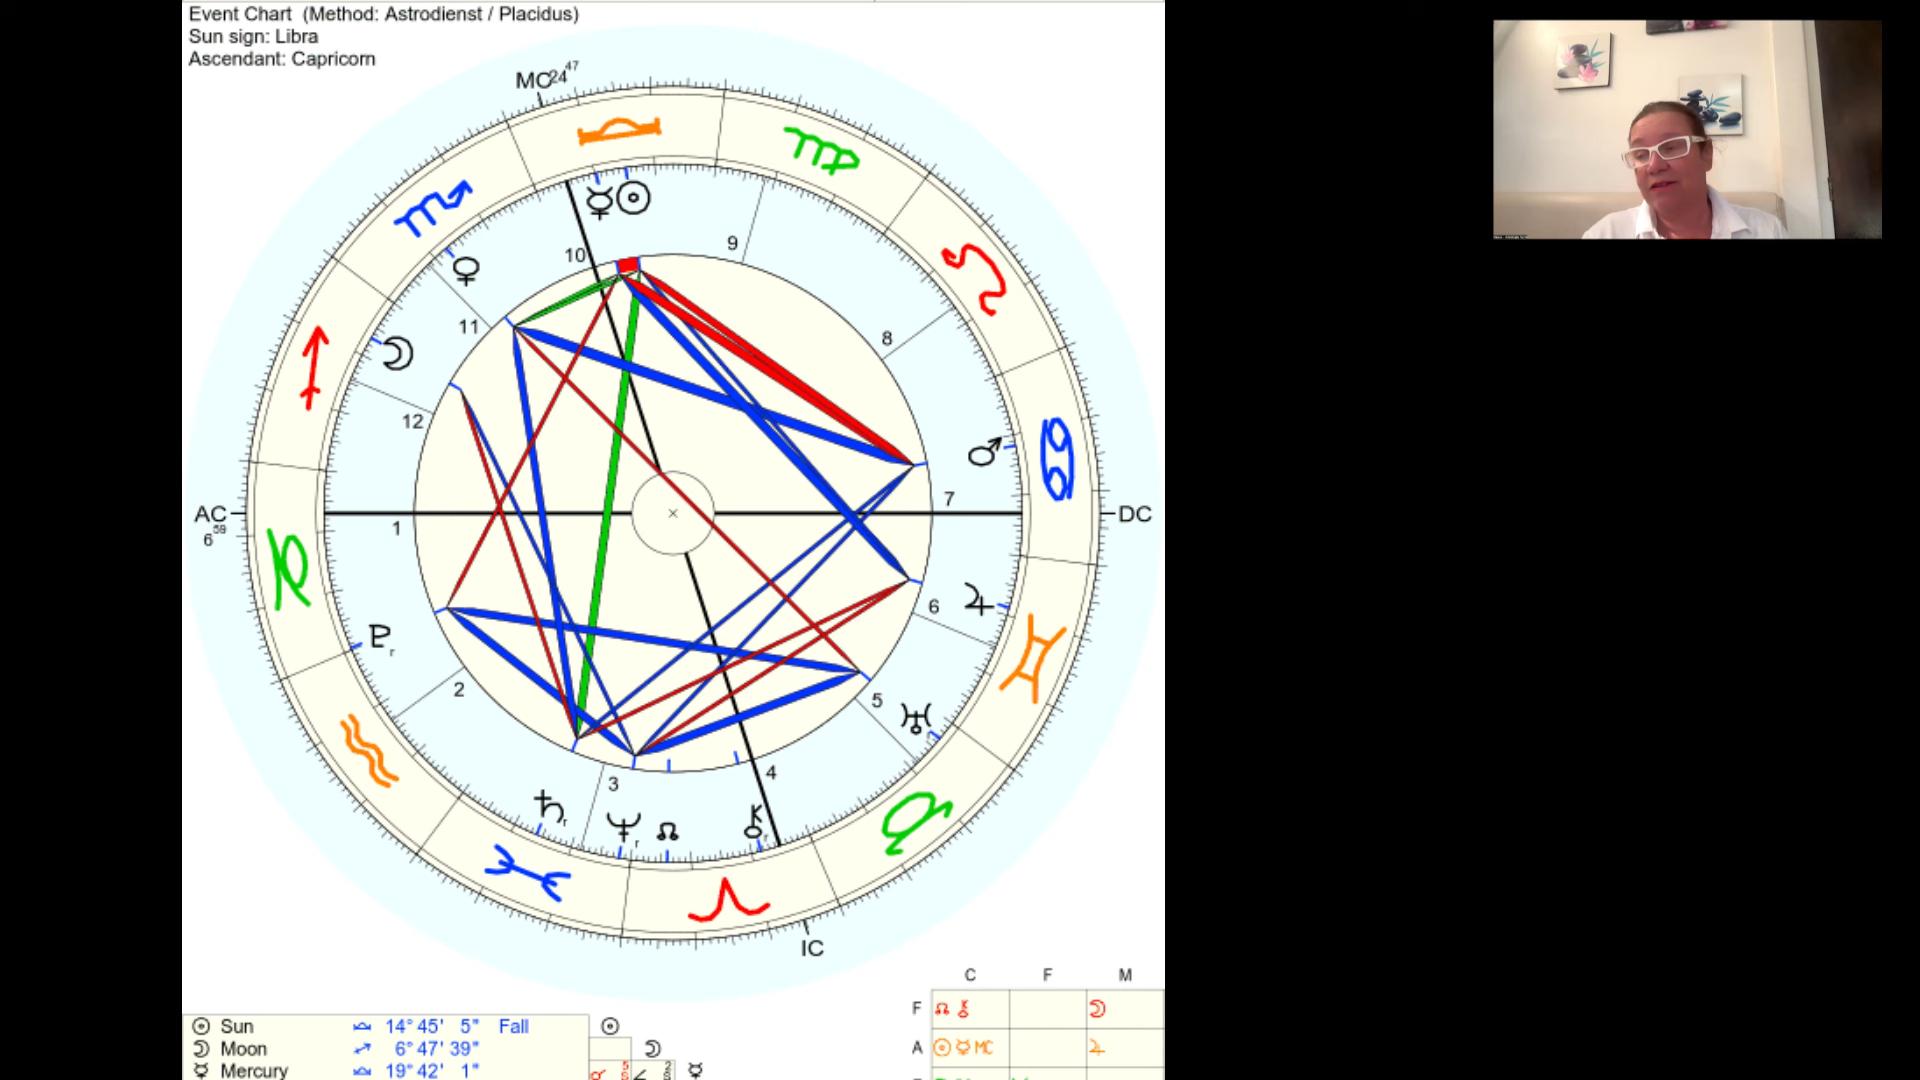 Event Chart (Method: Astrodienst / Placidus)
Sun sign: Libra
Ascendant: Capricorn
MC 24 47
10
9
11
8
12
AC
6 59
1
7
DC
6
2
5
3
4
IC
C F M
F
Sun 14° 45' 5" Fall
Moon 6° 47' 39"
A MC
Mercury 19° 42' 1"